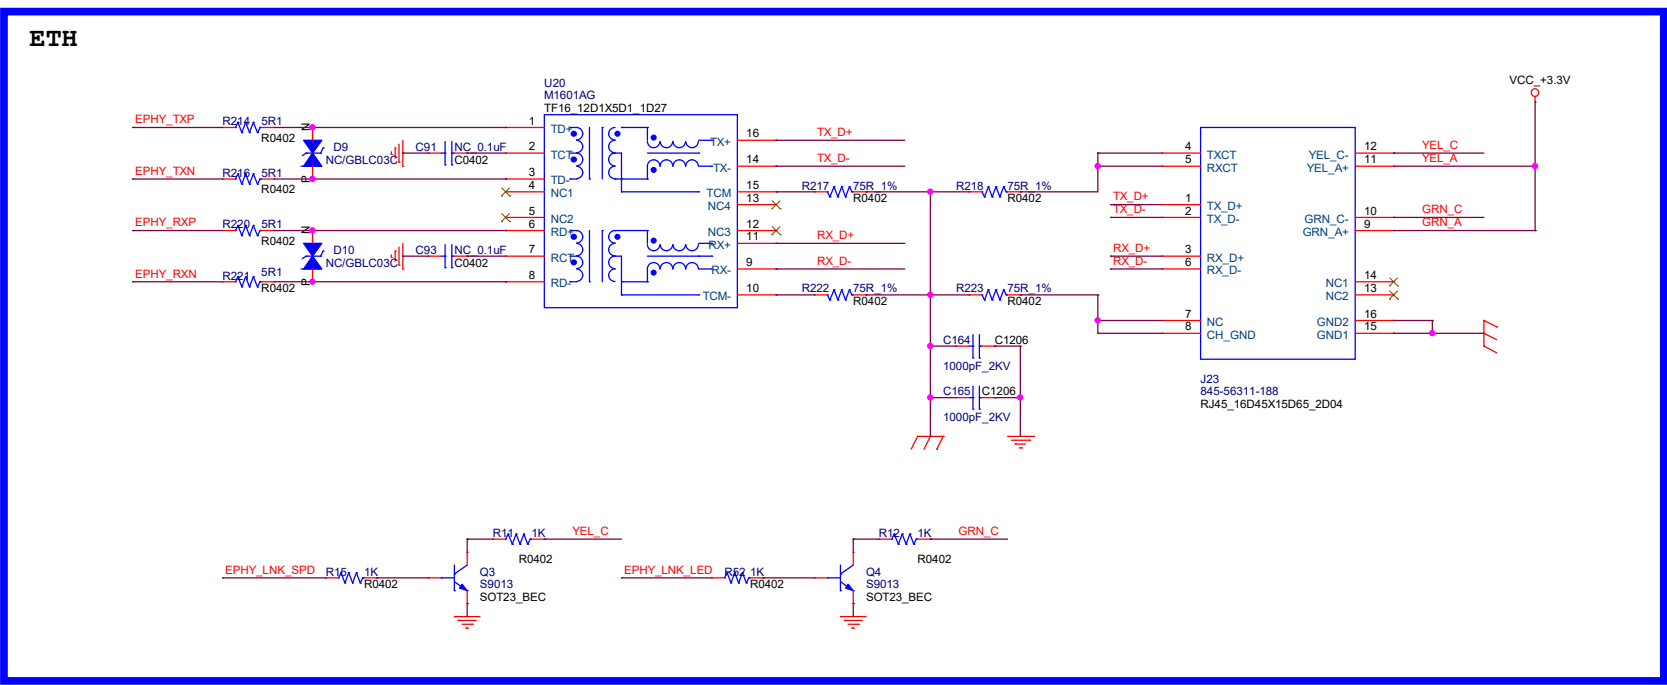 ETH
VCC_+3.3V
U20
M1601AG
TF16_12D1X5D1_1D27
EPHY_TXP
R214 5R1
R0402
D9
NC/GBLC03C
C91 NC_0.1uF
C0402
EPHY_TXN
R216 5R1
R0402
EPHY_RXP
R220 5R1
R0402
D10
NC/GBLC03C
C93 NC_0.1uF
C0402
EPHY_RXN
R221 5R1
R0402
1 TD+
2 TCT
3 TD-
4 NC1
5 NC2
6 RD+
7 RCT
8 RD-
TX+ 16 TX_D+
TX- 14 TX_D-
TCM 15
NC4 13
NC3 12
RX+ 11 RX_D+
RX- 9 RX_D-
TCM- 10
R217 75R_1%
R0402
R218 75R_1%
R0402
R222 75R_1%
R0402
R223 75R_1%
R0402
C164 C1206
1000pF_2KV
C165 C1206
1000pF_2KV
4 TXCT
5 RXCT
TX_D+ 1 TX_D+
TX_D- 2 TX_D-
RX_D+ 3 RX_D+
RX_D- 6 RX_D-
7 NC
8 CH_GND
YEL_C- 12 YEL_C
YEL_A+ 11 YEL_A
GRN_C- 10 GRN_C
GRN_A+ 9 GRN_A
NC1 14
NC2 13
GND2 16
GND1 15
J23
845-56311-188
RJ45_16D45X15D65_2D04
R11 1K YEL_C
R0402
EPHY_LNK_SPD R15 1K
R0402
Q3
S9013
SOT23_BEC
R12 1K GRN_C
R0402
EPHY_LNK_LED R52 1K
R0402
Q4
S9013
SOT23_BEC